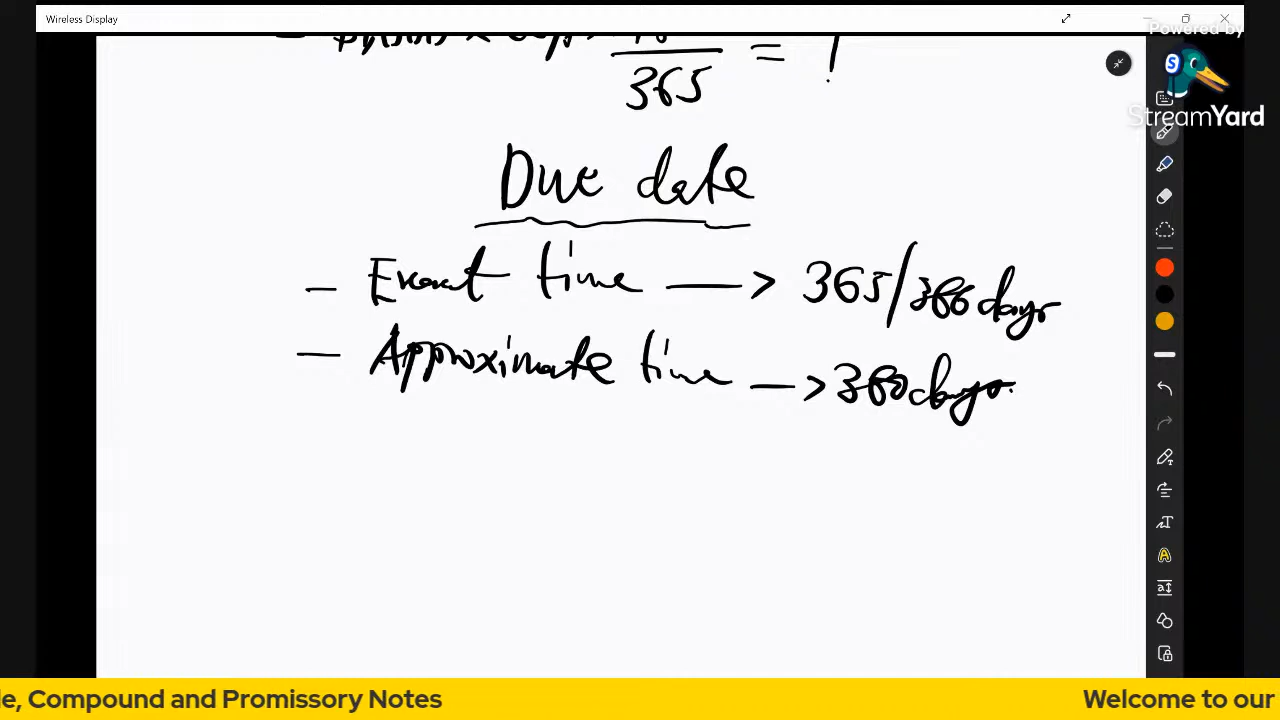 Wireless Display
Powered by
StreamYard
365 = ?
Due date
- Exact time -> 365/366 days
- Approximate time -> 360 days.
le, Compound and Promissory Notes
Welcome to our